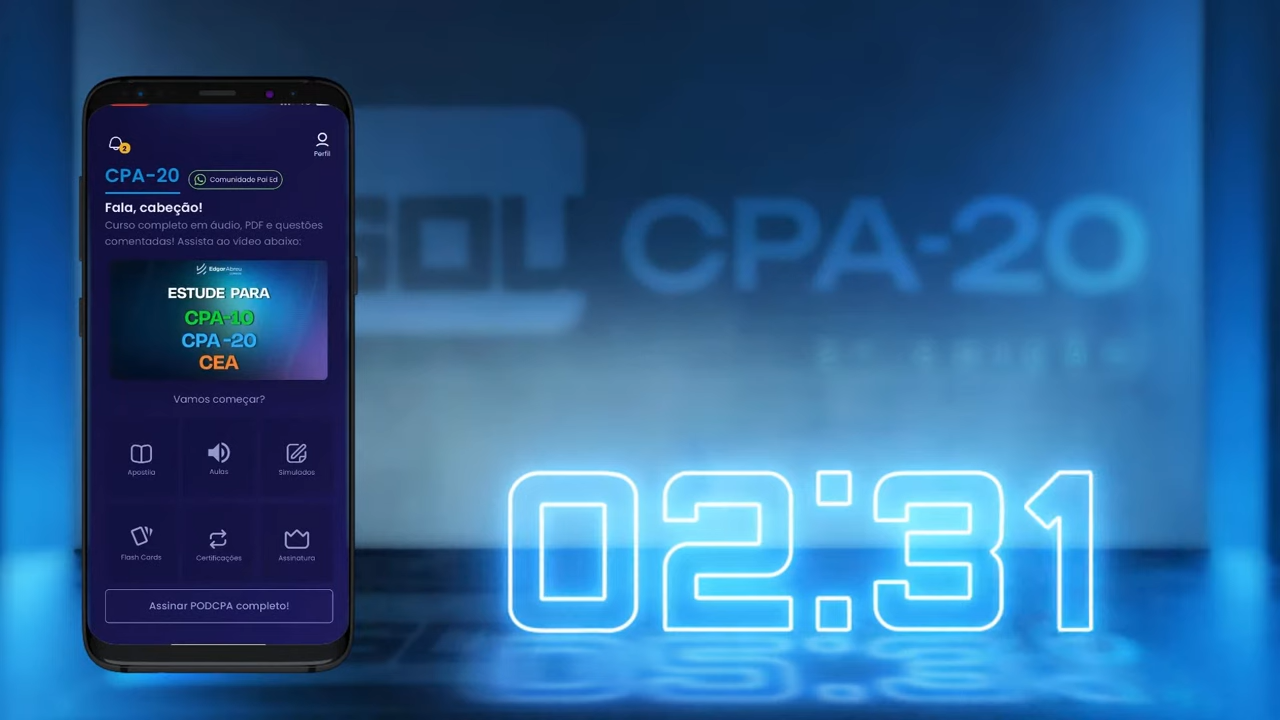 2
Perfil
CPA-20
Comunidade Pai Ed
Fala, cabeção!
Curso completo em áudio, PDF e questões
comentadas! Assista ao vídeo abaixo:
EdgarAbreu
ESTUDE PARA
CPA-10
CPA-20
CEA
Vamos começar?
Apostila
Aulas
Simulados
Flash Cards
Certificações
Assinatura
Assinar PODCPA completo!
CPA-20
02:31